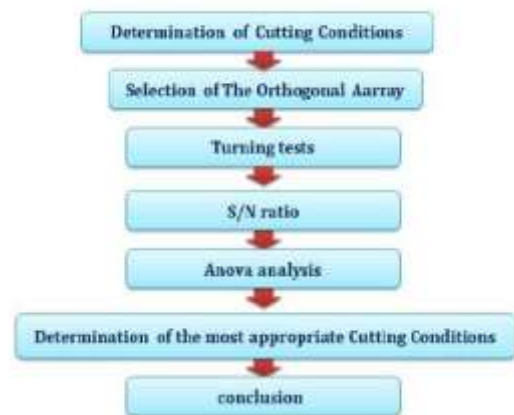 Determination of Cutting Conditions
Selection of The Orthogonal Aarray
Turning tests
S/N ratio
Anova analysis
Determination of the most appropriate Cutting Conditions
conclusion